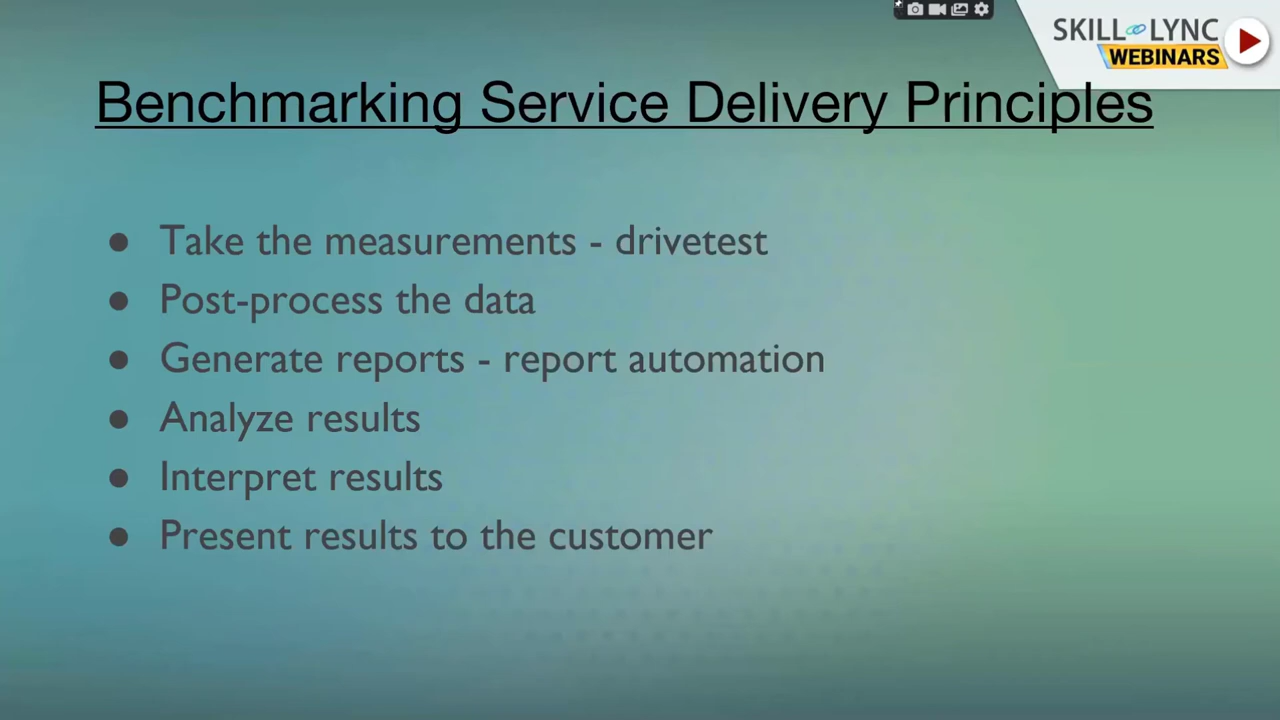 SKILL LYNC
WEBINARS
Benchmarking Service Delivery Principles
● Take the measurements - drivetest
● Post-process the data
● Generate reports - report automation
● Analyze results
● Interpret results
● Present results to the customer